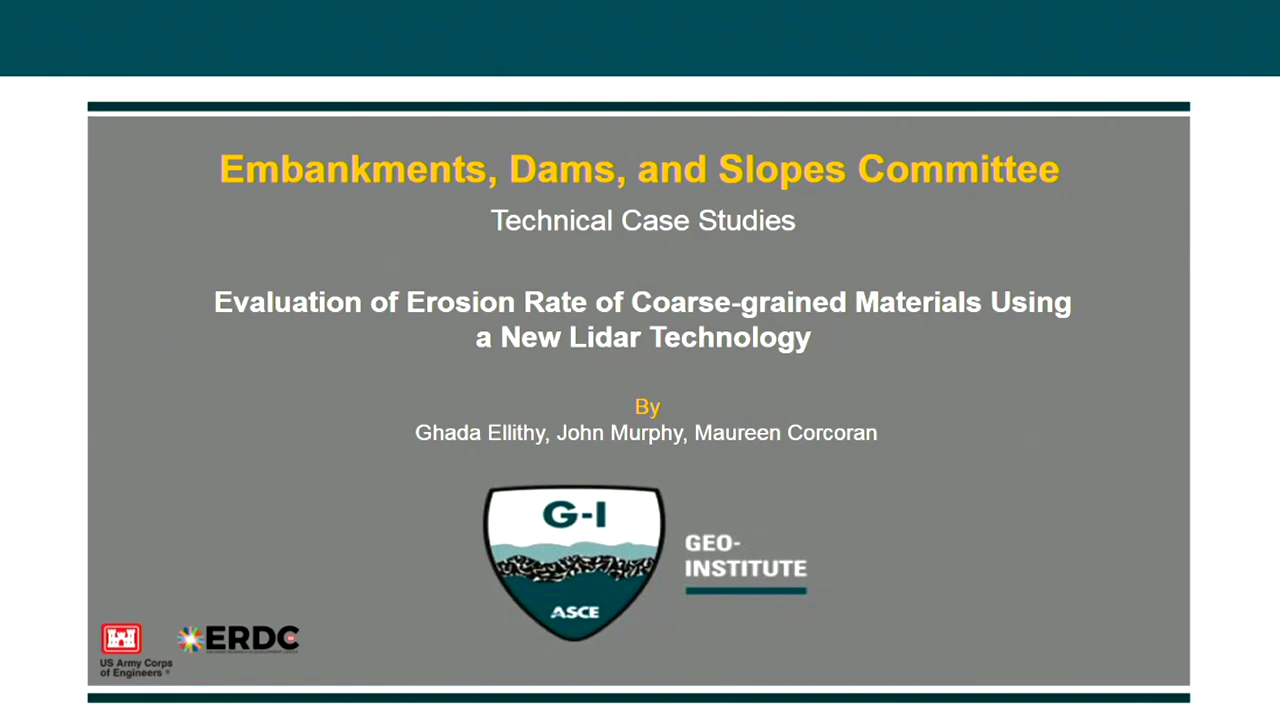 Embankments, Dams, and Slopes Committee
Technical Case Studies
Evaluation of Erosion Rate of Coarse-grained Materials Using
a New Lidar Technology
By
Ghada Ellithy, John Murphy, Maureen Corcoran
G-I
ASCE
GEO-
INSTITUTE
US Army Corps
of Engineers ®
ERDC